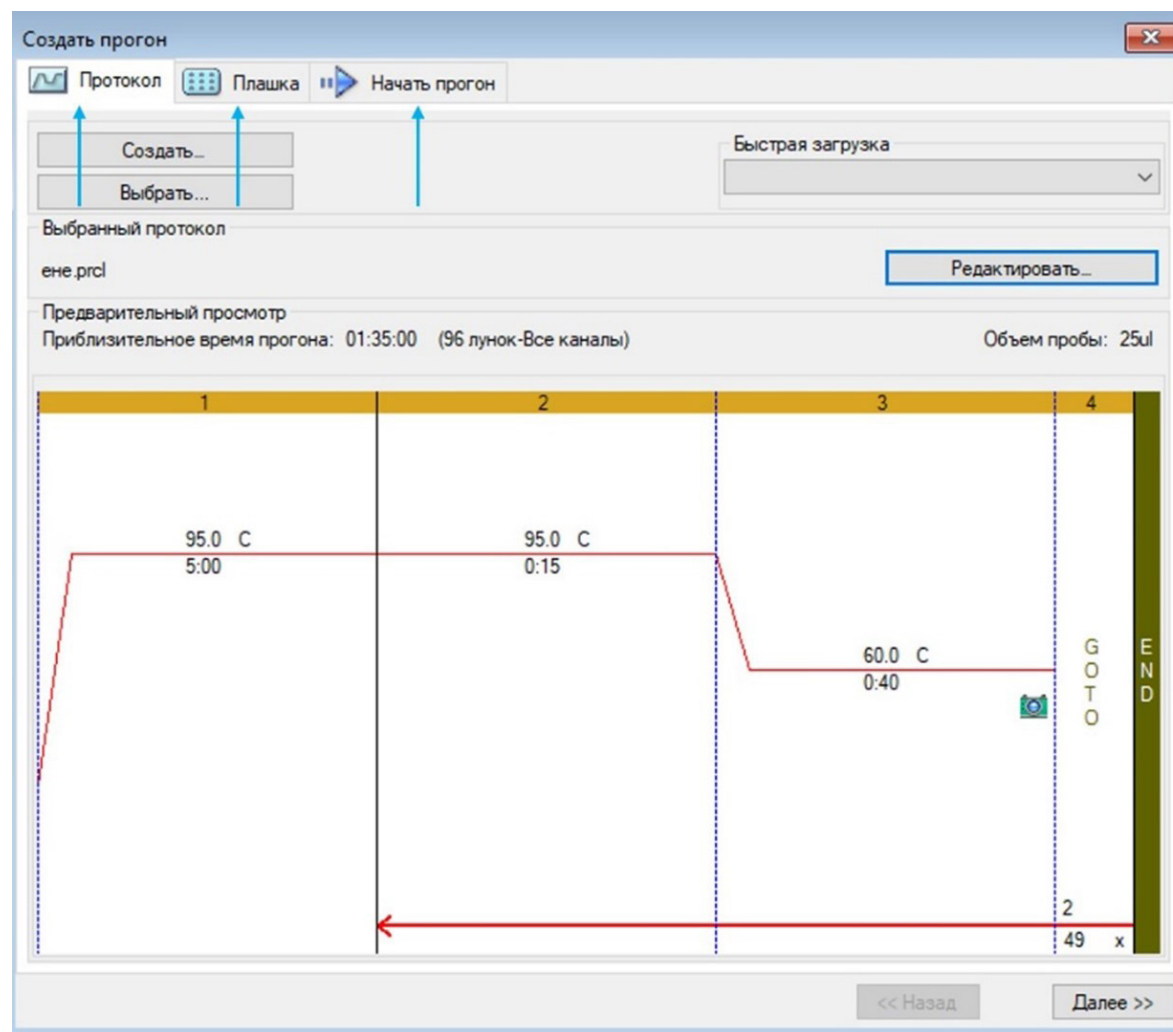 Создать прогон
Протокол Плашка Начать прогон
Создать...
Быстрая загрузка
Выбрать...
Выбранный протокол
ене.prcl
Редактировать...
Предварительный просмотр
Приблизительное время прогона: 01:35:00 (96 лунок-Все каналы) Объем пробы: 25ul
1 2 3 4
95.0 C 95.0 C
5:00 0:15
60.0 C
0:40
GOTO
END
2
49 x
<< Назад Далее >>